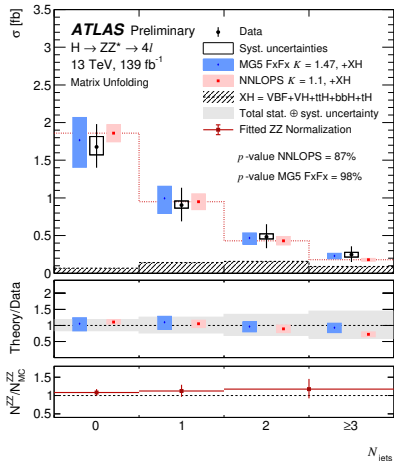 σ [fb]
ATLAS Preliminary
H → ZZ* → 4l
13 TeV, 139 fb⁻¹
Matrix Unfolding
Data
Syst. uncertainties
MG5 FxFx K = 1.47, +XH
NNLOPS K = 1.1, +XH
XH = VBF+VH+ttH+bbH+tH
Total stat. ⊕ syst. uncertainty
Fitted ZZ Normalization
p-value NNLOPS = 87%
p-value MG5 FxFx = 98%
3.5
3
2.5
2
1.5
1
0.5
0
Theory/Data
2
1.5
1
0.5
N^ZZ/N^ZZ_MC
1.5
1
0 1 2 ≥3
N_jets